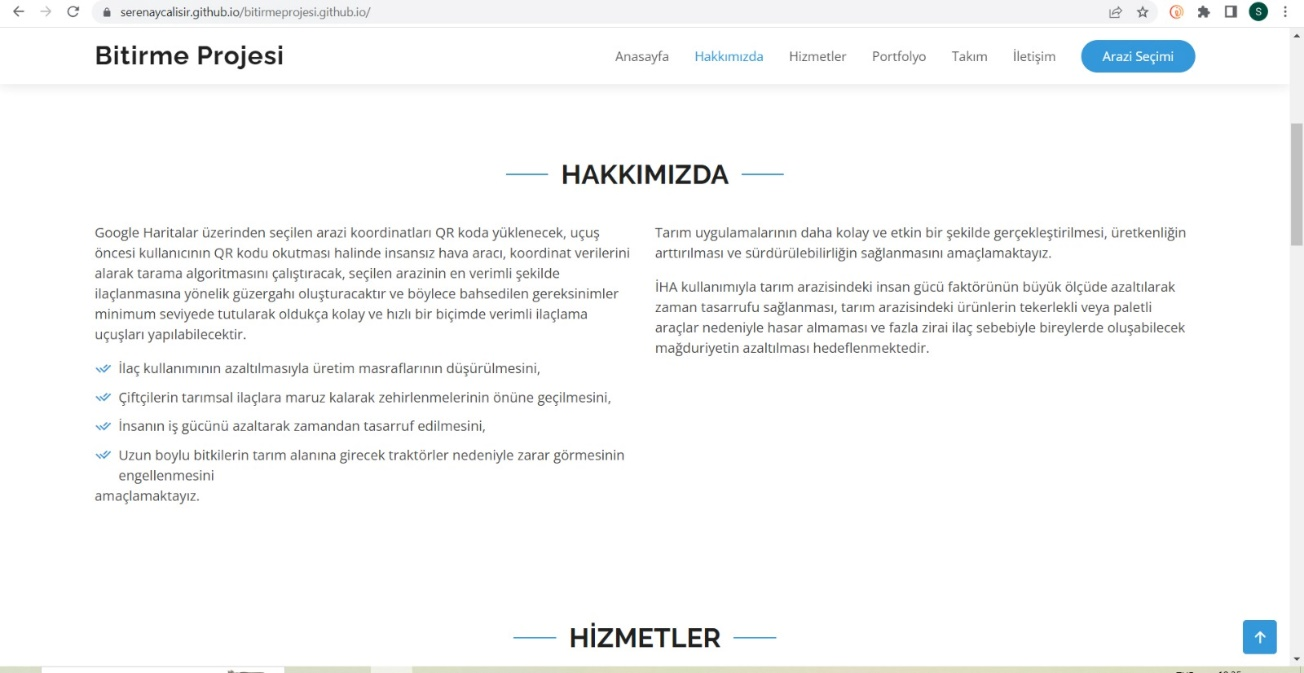 serenaycalisir.github.io/bitirmeprojesi.github.io/
S
Bitirme Projesi
Anasayfa
Hakkımızda
Hizmetler
Portfolyo
Takım
İletişim
Arazi Seçimi
HAKKIMIZDA
Google Haritalar üzerinden seçilen arazi koordinatları QR koda yüklenecek, uçuş
öncesi kullanıcının QR kodu okutması halinde insansız hava aracı, koordinat verilerini
alarak tarama algoritmasını çalıştıracak, seçilen arazinin en verimli şekilde
ilaçlanmasına yönelik güzergahı oluşturacaktır ve böylece bahsedilen gereksinimler
minimum seviyede tutularak oldukça kolay ve hızlı bir biçimde verimli ilaçlama
uçuşları yapılabilecektir.
İlaç kullanımının azaltılmasıyla üretim masraflarının düşürülmesini,
Çiftçilerin tarımsal ilaçlara maruz kalarak zehirlenmelerinin önüne geçilmesini,
İnsanın iş gücünü azaltarak zamandan tasarruf edilmesini,
Uzun boylu bitkilerin tarım alanına girecek traktörler nedeniyle zarar görmesinin
engellenmesini
amaçlamaktayız.
Tarım uygulamalarının daha kolay ve etkin bir şekilde gerçekleştirilmesi, üretkenliğin
arttırılması ve sürdürülebilirliğin sağlanmasını amaçlamaktayız.
İHA kullanımıyla tarım arazisindeki insan gücü faktörünün büyük ölçüde azaltılarak
zaman tasarrufu sağlanması, tarım arazisindeki ürünlerin tekerlekli veya paletli
araçlar nedeniyle hasar almaması ve fazla zirai ilaç sebebiyle bireylerde oluşabilecek
mağduriyetin azaltılması hedeflenmektedir.
HİZMETLER